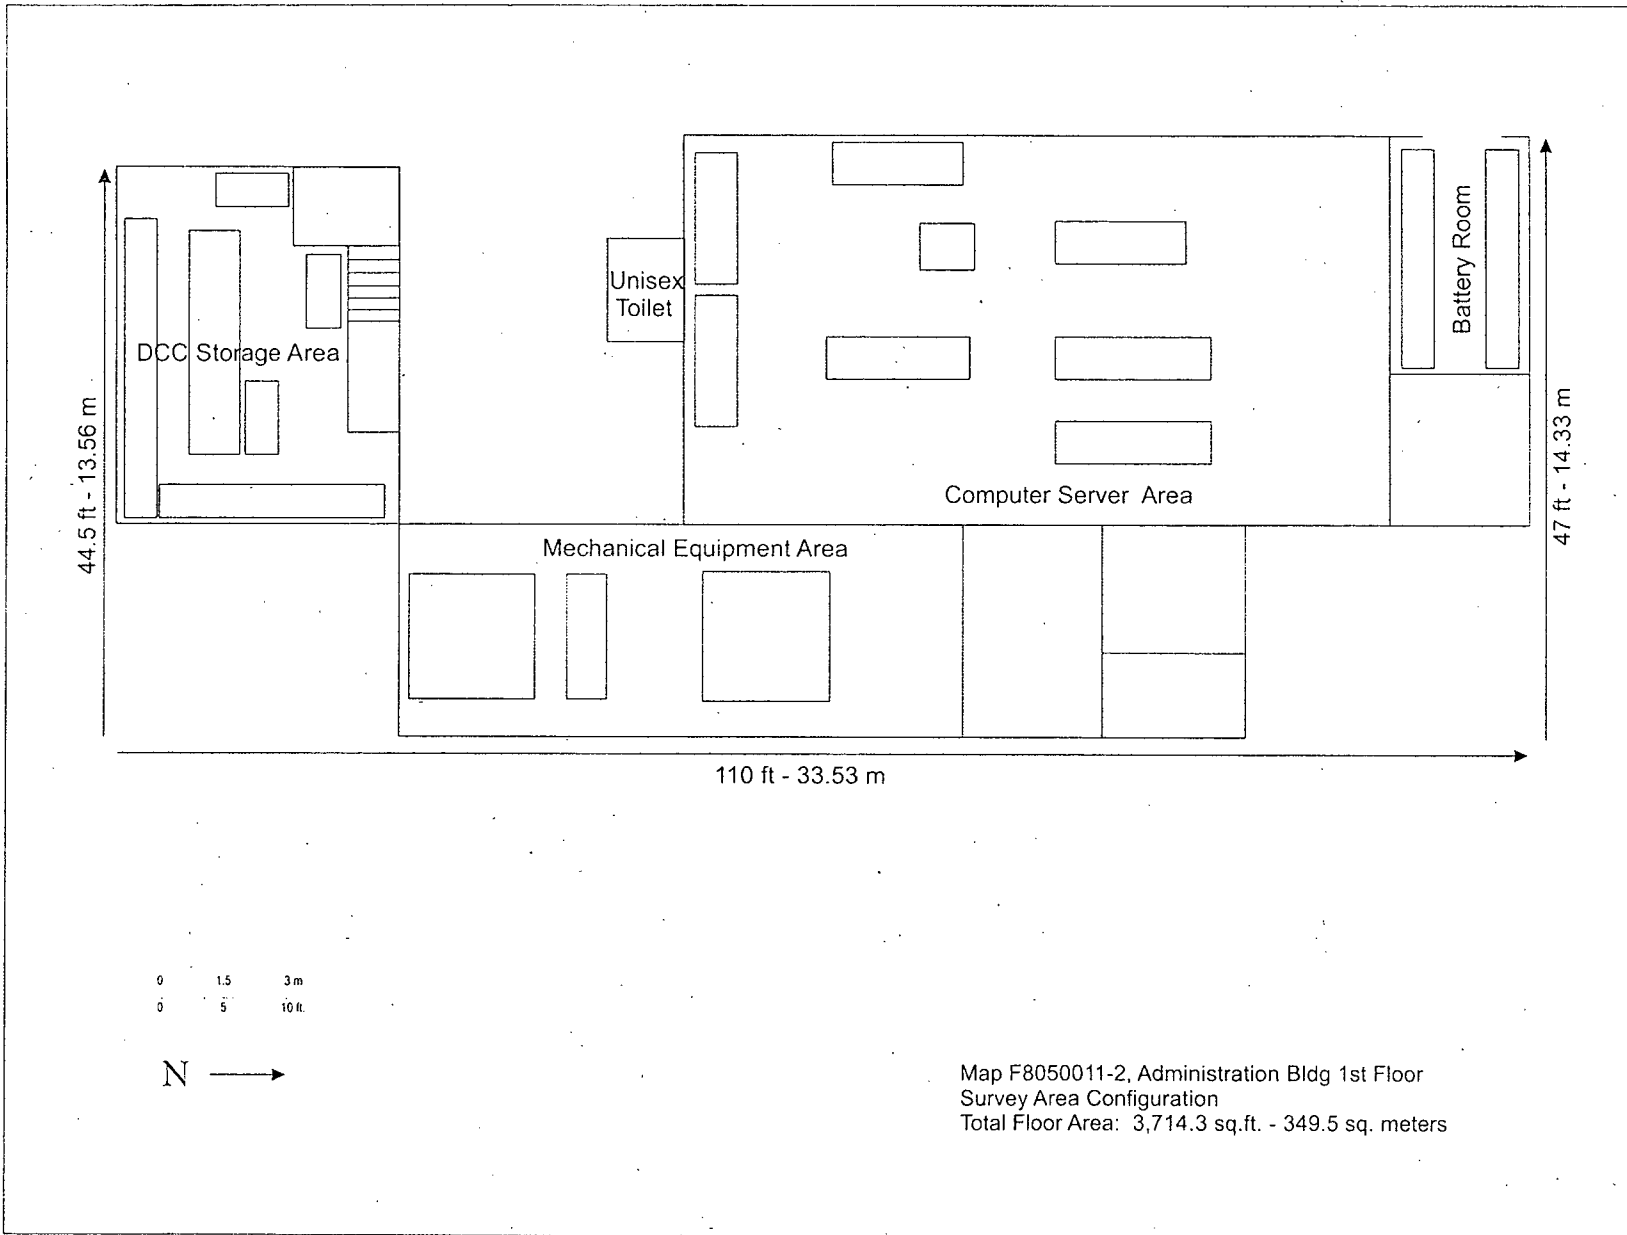 Unisex
Toilet
Battery Room
DCC Storage Area
44.5 ft - 13.56 m
47 ft - 14.33 m
Computer Server Area
Mechanical Equipment Area
110 ft - 33.53 m
0 1.5 3 m
0 5 10 ft.
N
Map F8050011-2, Administration Bldg 1st Floor
Survey Area Configuration
Total Floor Area: 3,714.3 sq.ft. - 349.5 sq. meters